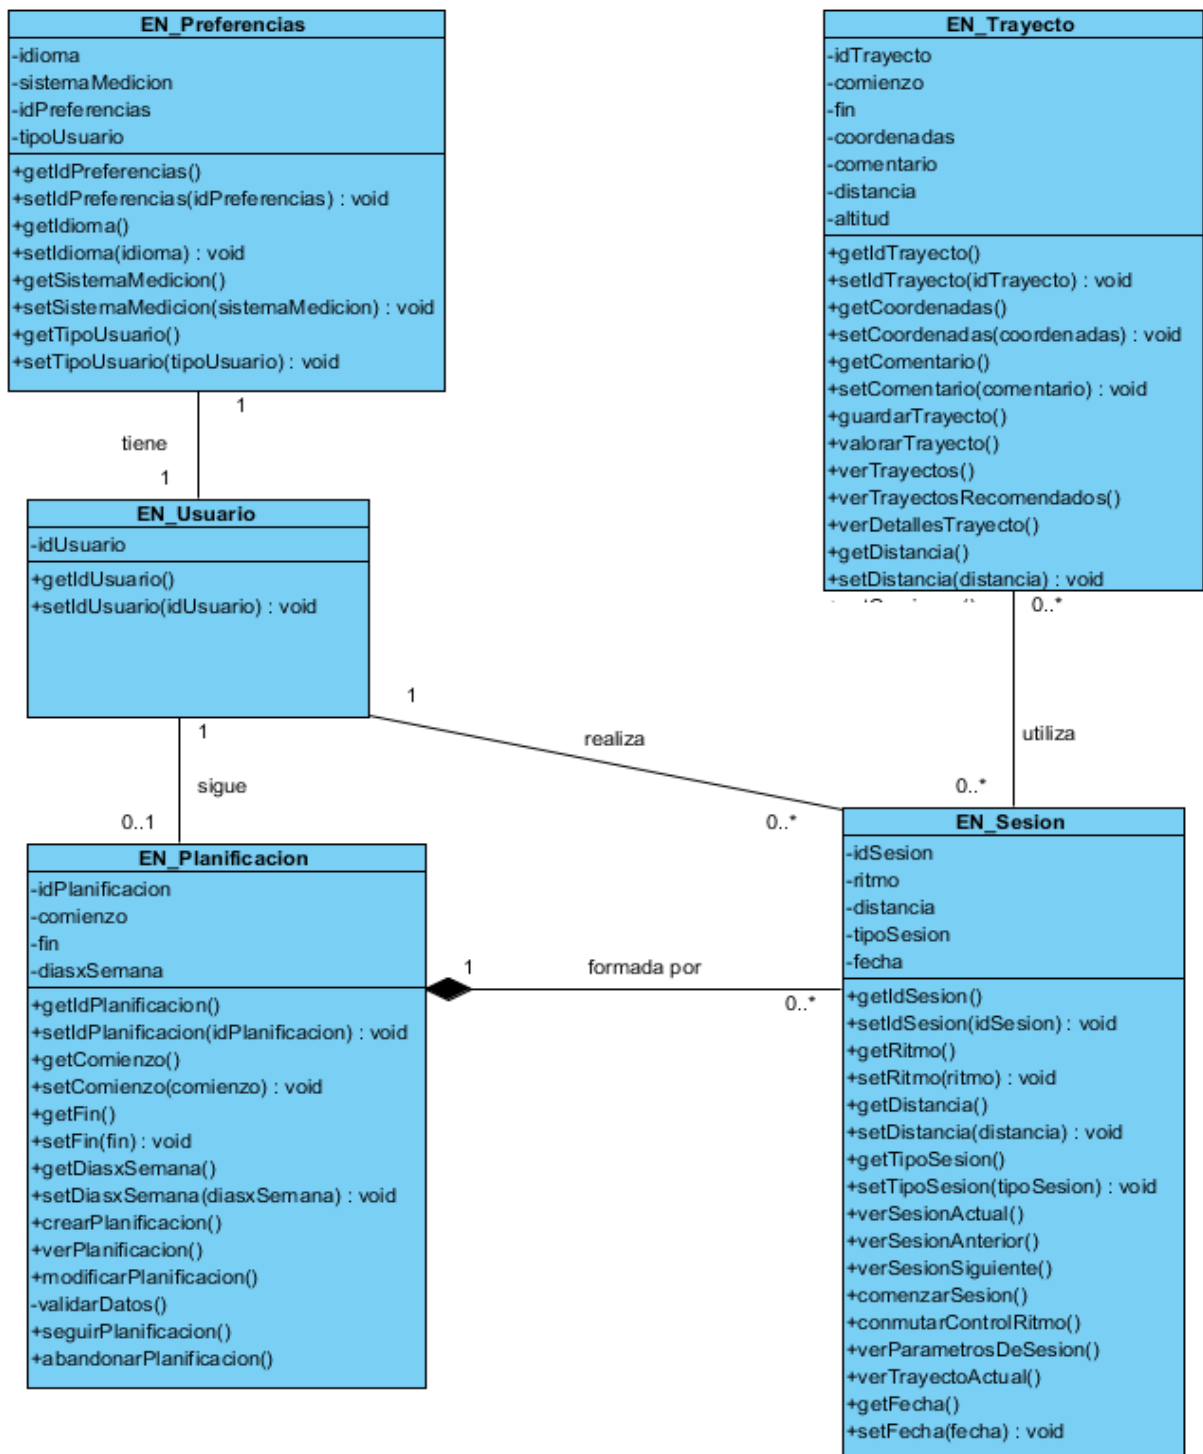 EN_Preferencias
-idioma
-sistemaMedicion
-idPreferencias
-tipoUsuario
+getIdPreferencias()
+setIdPreferencias(idPreferencias) : void
+getIdioma()
+setIdioma(idioma) : void
+getSistemaMedicion()
+setSistemaMedicion(sistemaMedicion) : void
+getTipoUsuario()
+setTipoUsuario(tipoUsuario) : void
EN_Trayecto
-idTrayecto
-comienzo
-fin
-coordenadas
-comentario
-distancia
-altitud
+getIdTrayecto()
+setIdTrayecto(idTrayecto) : void
+getCoordenadas()
+setCoordenadas(coordenadas) : void
+getComentario()
+setComentario(comentario) : void
+guardarTrayecto()
+valorarTrayecto()
+verTrayectos()
+verTrayectosRecomendados()
+verDetallesTrayecto()
+getDistancia()
+setDistancia(distancia) : void
1
tiene
1
EN_Usuario
-idUsuario
+getIdUsuario()
+setIdUsuario(idUsuario) : void
0..*
utiliza
0..*
1
realiza
0..*
1
sigue
0..1
EN_Planificacion
-idPlanificacion
-comienzo
-fin
-diasxSemana
+getIdPlanificacion()
+setIdPlanificacion(idPlanificacion) : void
+getComienzo()
+setComienzo(comienzo) : void
+getFin()
+setFin(fin) : void
+getDiasxSemana()
+setDiasxSemana(diasxSemana) : void
+crearPlanificacion()
+verPlanificacion()
+modificarPlanificacion()
-validarDatos()
+seguirPlanificacion()
+abandonarPlanificacion()
1
formada por
0..*
EN_Sesion
-idSesion
-ritmo
-distancia
-tipoSesion
-fecha
+getIdSesion()
+setIdSesion(idSesion) : void
+getRitmo()
+setRitmo(ritmo) : void
+getDistancia()
+setDistancia(distancia) : void
+getTipoSesion()
+setTipoSesion(tipoSesion) : void
+verSesionActual()
+verSesionAnterior()
+verSesionSiguiente()
+comenzarSesion()
+conmutarControlRitmo()
+verParametrosDeSesion()
+verTrayectoActual()
+getFecha()
+setFecha(fecha) : void